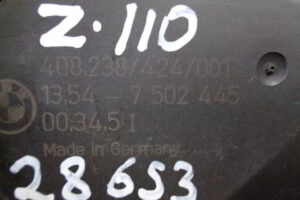 Z.110
408.238/424/001
13.54 - 7 502 445
00.34.5 I
Made in Germany
28653